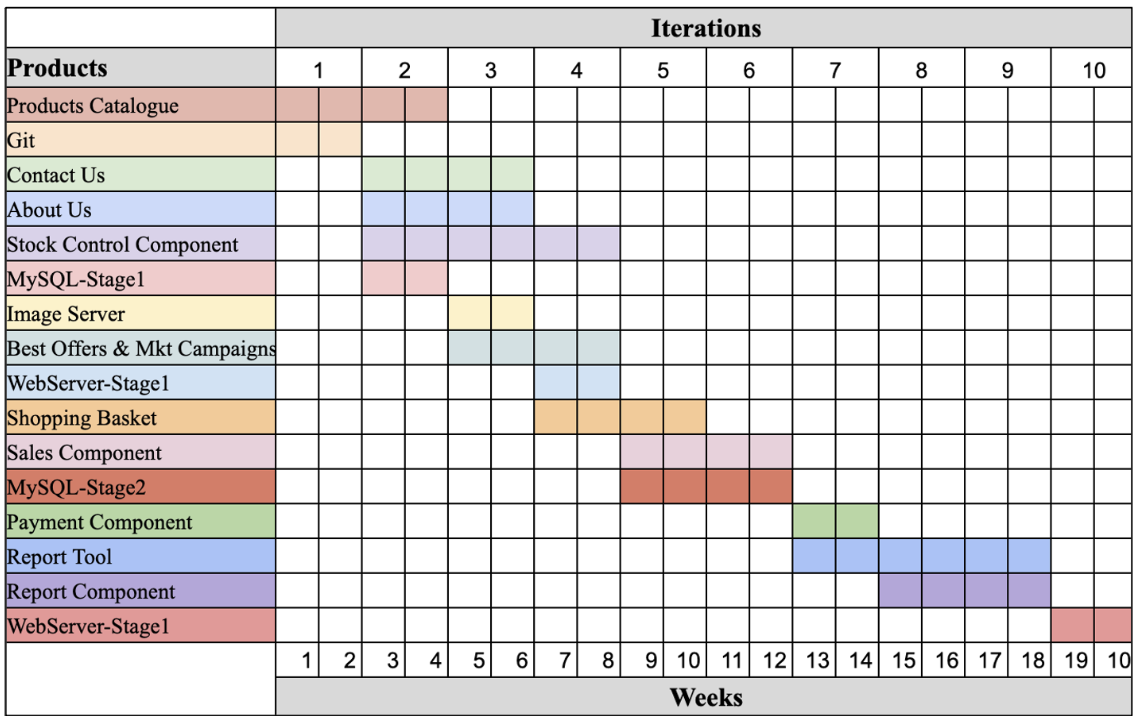 Iterations
Products 1 2 3 4 5 6 7 8 9 10
Products Catalogue
Git
Contact Us
About Us
Stock Control Component
MySQL-Stage1
Image Server
Best Offers & Mkt Campaigns
WebServer-Stage1
Shopping Basket
Sales Component
MySQL-Stage2
Payment Component
Report Tool
Report Component
WebServer-Stage1
1 2 3 4 5 6 7 8 9 10 11 12 13 14 15 16 17 18 19 10
Weeks